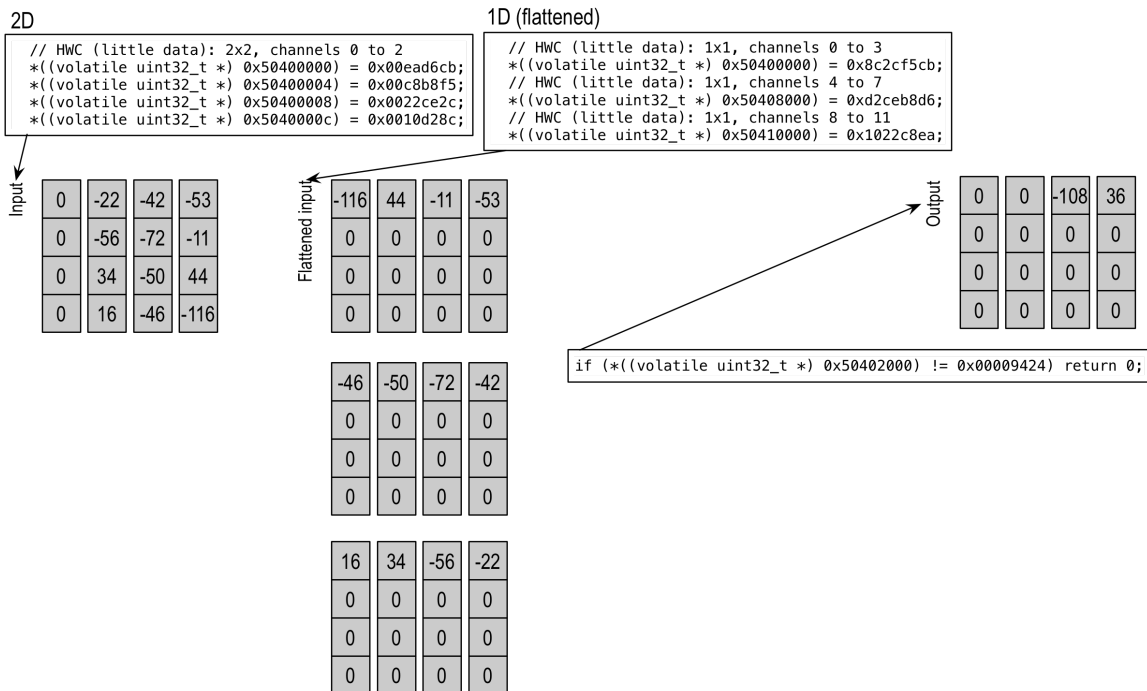 2D
// HWC (little data): 2x2, channels 0 to 2
*((volatile uint32_t *) 0x50400000) = 0x00ead6cb;
*((volatile uint32_t *) 0x50400004) = 0x00c8b8f5;
*((volatile uint32_t *) 0x50400008) = 0x0022ce2c;
*((volatile uint32_t *) 0x5040000c) = 0x0010d28c;
1D (flattened)
// HWC (little data): 1x1, channels 0 to 3
*((volatile uint32_t *) 0x50400000) = 0x8c2cf5cb;
// HWC (little data): 1x1, channels 4 to 7
*((volatile uint32_t *) 0x50408000) = 0xd2ceb8d6;
// HWC (little data): 1x1, channels 8 to 11
*((volatile uint32_t *) 0x50410000) = 0x1022c8ea;
Input
0 -22 -42 -53
0 -56 -72 -11
0 34 -50 44
0 16 -46 -116
Flattened input
-116 44 -11 -53
0 0 0 0
0 0 0 0
0 0 0 0
-46 -50 -72 -42
0 0 0 0
0 0 0 0
0 0 0 0
16 34 -56 -22
0 0 0 0
0 0 0 0
0 0 0 0
Output
0 0 -108 36
0 0 0 0
0 0 0 0
0 0 0 0
if (*((volatile uint32_t *) 0x50402000) != 0x00009424) return 0;